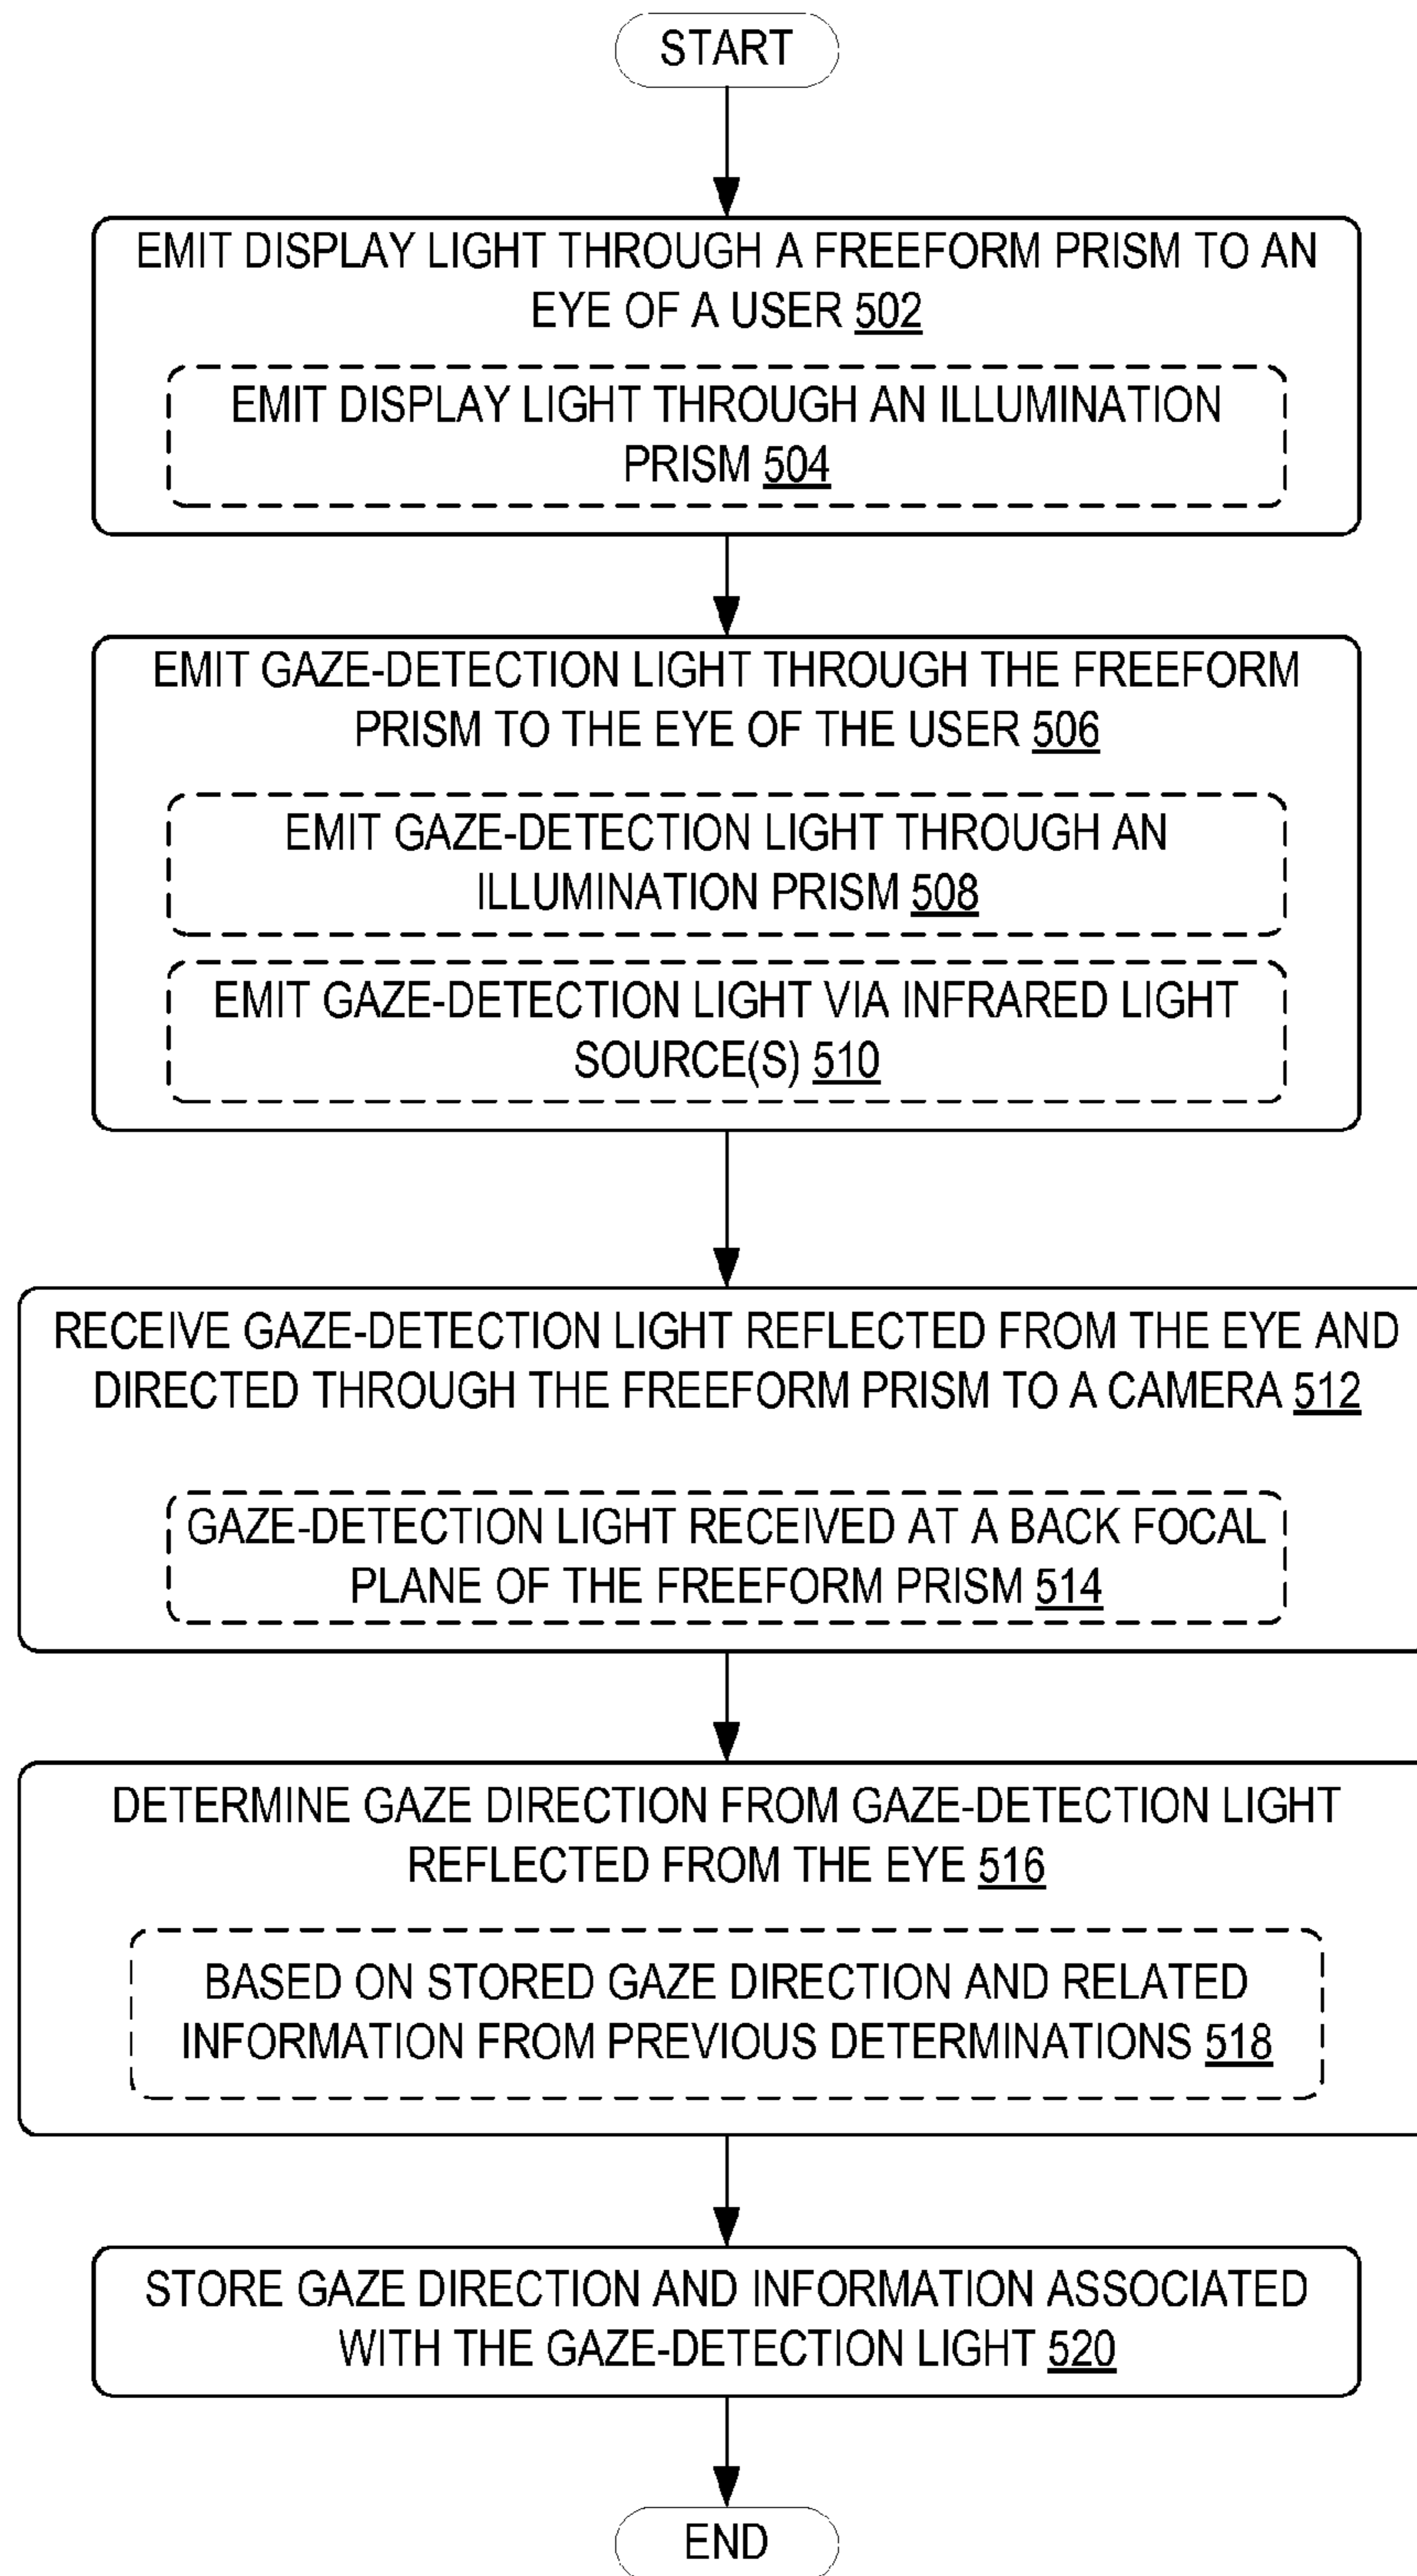 START
EMIT DISPLAY LIGHT THROUGH A FREEFORM PRISM TO AN
EYE OF A USER 502
EMIT DISPLAY LIGHT THROUGH AN ILLUMINATION
PRISM 504
EMIT GAZE-DETECTION LIGHT THROUGH THE FREEFORM
PRISM TO THE EYE OF THE USER 506
EMIT GAZE-DETECTION LIGHT THROUGH AN
ILLUMINATION PRISM 508
EMIT GAZE-DETECTION LIGHT VIA INFRARED LIGHT
SOURCE(S) 510
RECEIVE GAZE-DETECTION LIGHT REFLECTED FROM THE EYE AND
DIRECTED THROUGH THE FREEFORM PRISM TO A CAMERA 512
GAZE-DETECTION LIGHT RECEIVED AT A BACK FOCAL
PLANE OF THE FREEFORM PRISM 514
DETERMINE GAZE DIRECTION FROM GAZE-DETECTION LIGHT
REFLECTED FROM THE EYE 516
BASED ON STORED GAZE DIRECTION AND RELATED
INFORMATION FROM PREVIOUS DETERMINATIONS 518
STORE GAZE DIRECTION AND INFORMATION ASSOCIATED
WITH THE GAZE-DETECTION LIGHT 520
END